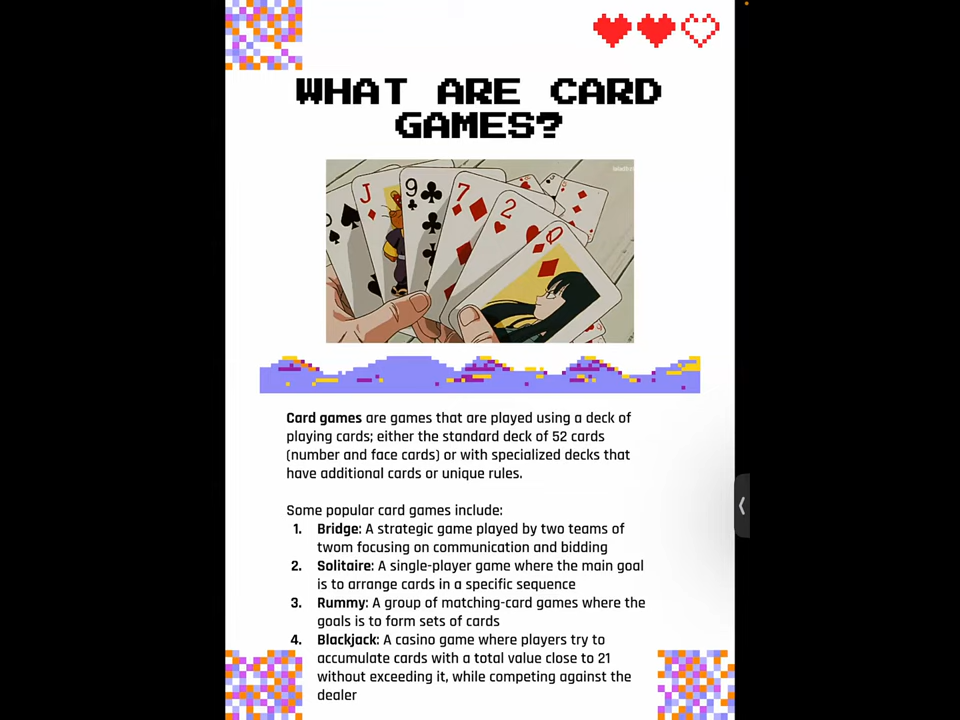 WHAT ARE CARD
GAMES?
J
9
7
2
Q
Card games are games that are played using a deck of
playing cards; either the standard deck of 52 cards
(number and face cards) or with specialized decks that
have additional cards or unique rules.
Some popular card games include:
1. Bridge: A strategic game played by two teams of
twom focusing on communication and bidding
2. Solitaire: A single-player game where the main goal
is to arrange cards in a specific sequence
3. Rummy: A group of matching-card games where the
goals is to form sets of cards
4. Blackjack: A casino game where players try to
accumulate cards with a total value close to 21
without exceeding it, while competing against the
dealer